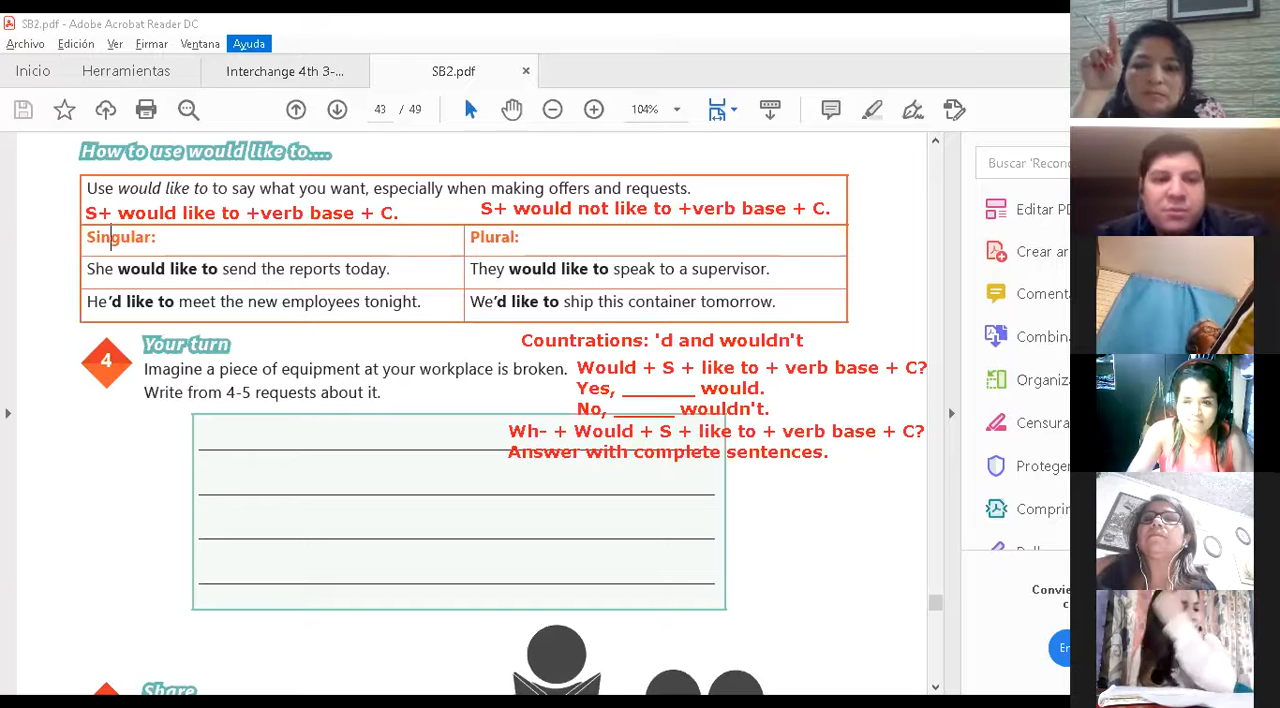 SB2.pdf - Adobe Acrobat Reader DC
Archivo Edición Ver Firmar Ventana Ayuda
Inicio Herramientas Interchange 4th 3-... SB2.pdf ×
43 / 49 104%
How to use would like to....
Use would like to to say what you want, especially when making offers and requests.
S+ would like to +verb base + C. S+ would not like to +verb base + C.
Singular: Plural:
She would like to send the reports today. They would like to speak to a supervisor.
He'd like to meet the new employees tonight. We'd like to ship this container tomorrow.
Countrations: 'd and wouldn't
4 Your turn
Imagine a piece of equipment at your workplace is broken.
Write from 4-5 requests about it.
Would + S + like to + verb base + C?
Yes, _______ would.
No, ______ wouldn't.
Wh- + Would + S + like to + verb base + C?
Answer with complete sentences.
Share
Buscar 'Recon
Editar PD
Crear ar
Comenta
Combina
Organiza
Censura
Proteger
Comprin
Convie
c
En